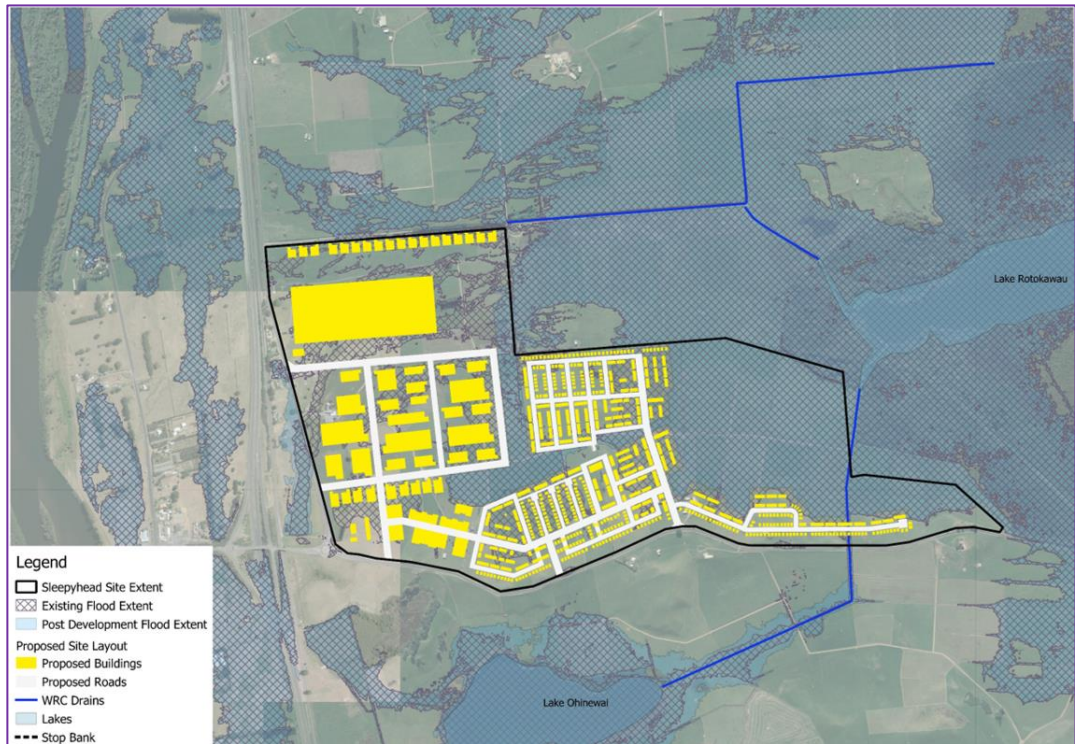 Lake Rotokawau
Legend
Sleepyhead Site Extent
Existing Flood Extent
Post Development Flood Extent
Proposed Site Layout
Proposed Buildings
Proposed Roads
WRC Drains
Lakes
Stop Bank
Lake Ohinewai